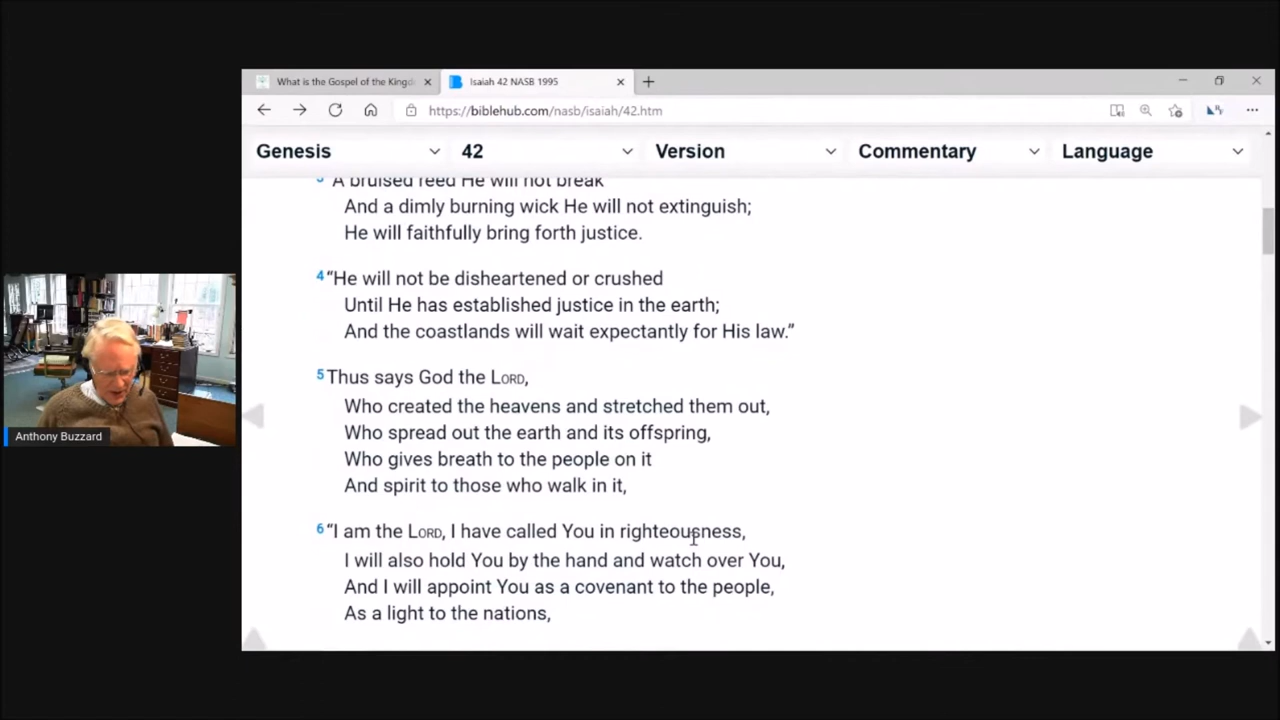 What is the Gospel of the Kingd
Isaiah 42 NASB 1995
https://biblehub.com/nasb/isaiah/42.htm
Genesis 42 Version Commentary Language
3 “A bruised reed He will not break
And a dimly burning wick He will not extinguish;
He will faithfully bring forth justice.
4 “He will not be disheartened or crushed
Until He has established justice in the earth;
And the coastlands will wait expectantly for His law.”
5 Thus says God the LORD,
Who created the heavens and stretched them out,
Who spread out the earth and its offspring,
Who gives breath to the people on it
And spirit to those who walk in it,
6 “I am the LORD, I have called You in righteousness,
I will also hold You by the hand and watch over You,
And I will appoint You as a covenant to the people,
As a light to the nations,
Anthony Buzzard